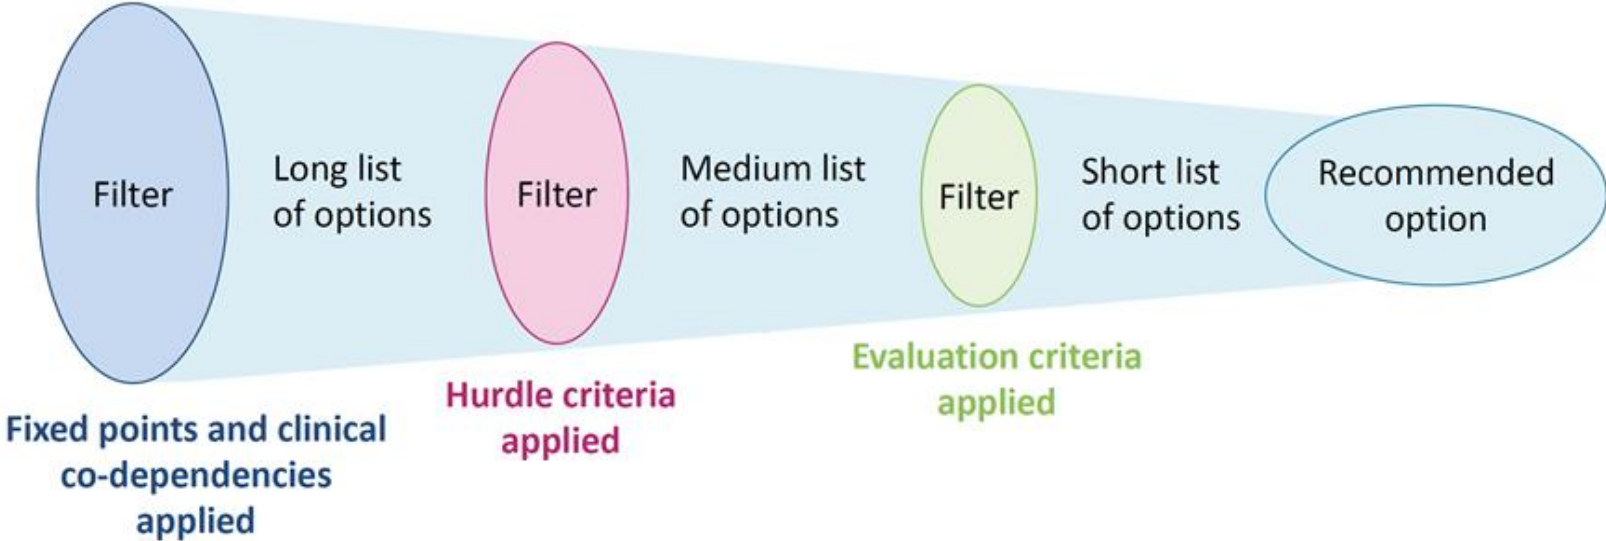 Filter
Long list
of options
Filter
Medium list
of options
Filter
Short list
of options
Recommended
option
Fixed points and clinical
co-dependencies
applied
Hurdle criteria
applied
Evaluation criteria
applied